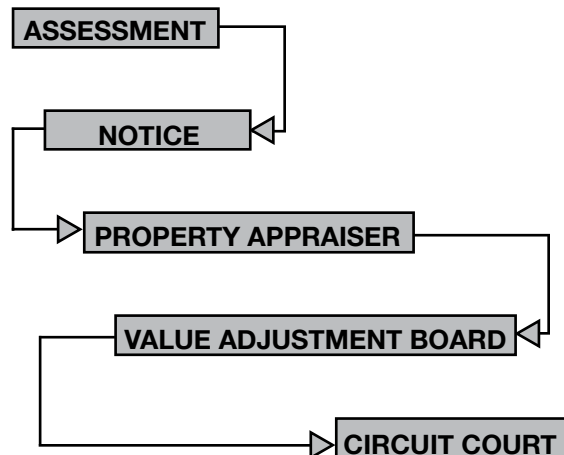 ASSESSMENT
NOTICE
PROPERTY APPRAISER
VALUE ADJUSTMENT BOARD
CIRCUIT COURT